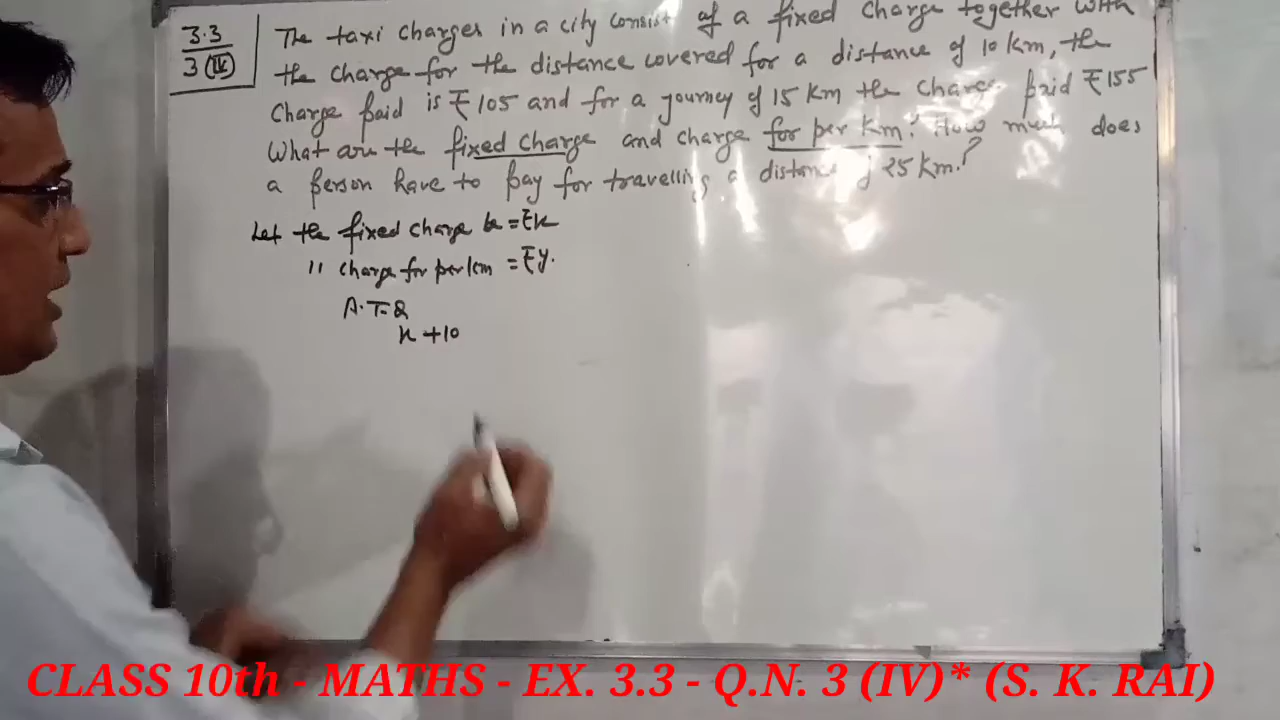 3.3
3 (iv)
The taxi charges in a city consist of a fixed charge together with
the charge for the distance covered for a distance of 10 km, the
charge paid is ₹105 and for a journey of 15 km the charge paid ₹155
What are the fixed charge and charge for per km? How much does
a person have to pay for travelling a distance of 25 km.?
Let the fixed charge be = ₹x
" charge for per km = ₹y.
A.T.Q
x + 10
CLASS 10th - MATHS - EX. 3.3 - Q.N. 3 (IV)* (S. K. RAI)